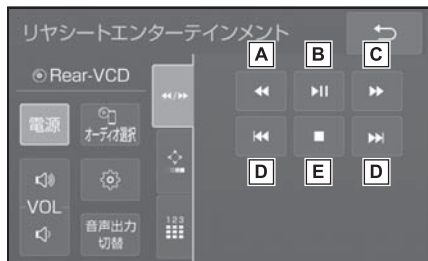 リヤシートエンターテインメント
A B C
Rear-VCD
電源
オーディオ選択
D E D
VOL
音声出力
切替
123